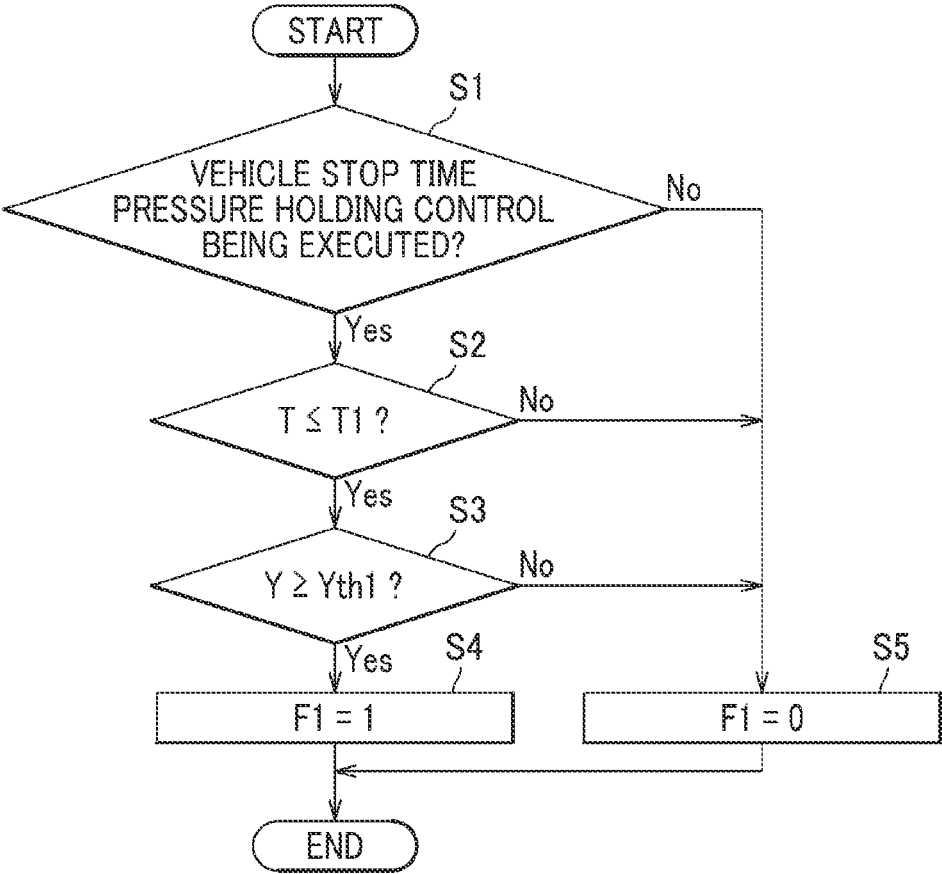 START
S1
VEHICLE STOP TIME
PRESSURE HOLDING CONTROL
BEING EXECUTED?
No
Yes
S2
T ≤ T1 ?
No
Yes
S3
Y ≥ Yth1 ?
No
Yes
S4
F1 = 1
S5
F1 = 0
END